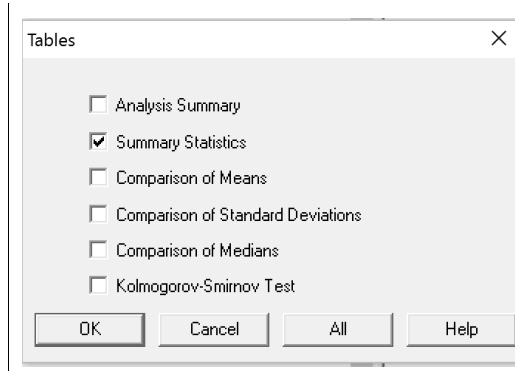 Tables
Analysis Summary
Summary Statistics
Comparison of Means
Comparison of Standard Deviations
Comparison of Medians
Kolmogorov-Smirnov Test
OK Cancel All Help